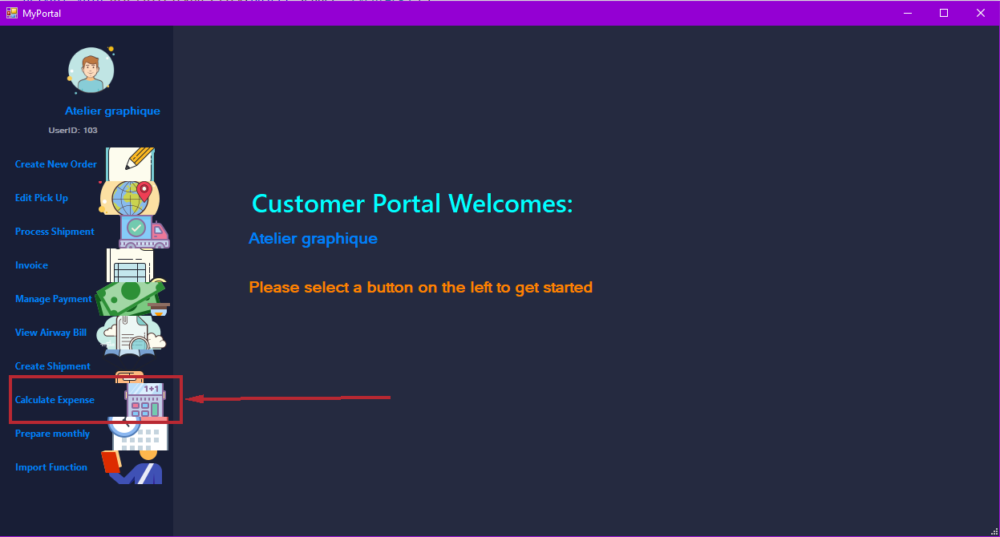 MyPortal
Atelier graphique
UserID: 103
Create New Order
Edit Pick Up
Process Shipment
Invoice
Manage Payment
View Airway Bill
Create Shipment
Calculate Expense
1+1
Prepare monthly
Import Function
Customer Portal Welcomes:
Atelier graphique
Please select a button on the left to get started